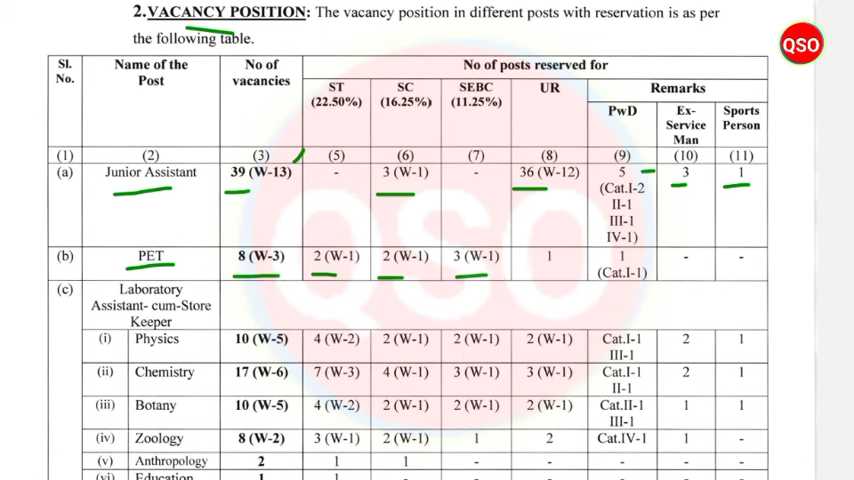 2. VACANCY POSITION: The vacancy position in different posts with reservation is as per
the following table.
QSO
Sl. No. Name of the Post No of vacancies No of posts reserved for
ST (22.50%) SC (16.25%) SEBC (11.25%) UR Remarks
PwD Ex-Service Man Sports Person
(1) (2) (3) (5) (6) (7) (8) (9) (10) (11)
(a) Junior Assistant 39 (W-13) - 3 (W-1) - 36 (W-12) 5 3 1
(Cat.I-2
II-1
III-1
IV-1)
(b) PET 8 (W-3) 2 (W-1) 2 (W-1) 3 (W-1) 1 1 - -
(Cat.I-1)
(c) Laboratory
Assistant- cum-Store
Keeper
(i) Physics 10 (W-5) 4 (W-2) 2 (W-1) 2 (W-1) 2 (W-1) Cat.I-1 2 1
III-1
(ii) Chemistry 17 (W-6) 7 (W-3) 4 (W-1) 3 (W-1) 3 (W-1) Cat.I-1 2 1
II-1
(iii) Botany 10 (W-5) 4 (W-2) 2 (W-1) 2 (W-1) 2 (W-1) Cat.II-1 1 1
III-1
(iv) Zoology 8 (W-2) 3 (W-1) 2 (W-1) 1 2 Cat.IV-1 1 -
(v) Anthropology 2 1 1 - - - - -
(vi) Education 1 1 - - - - - -
QSO